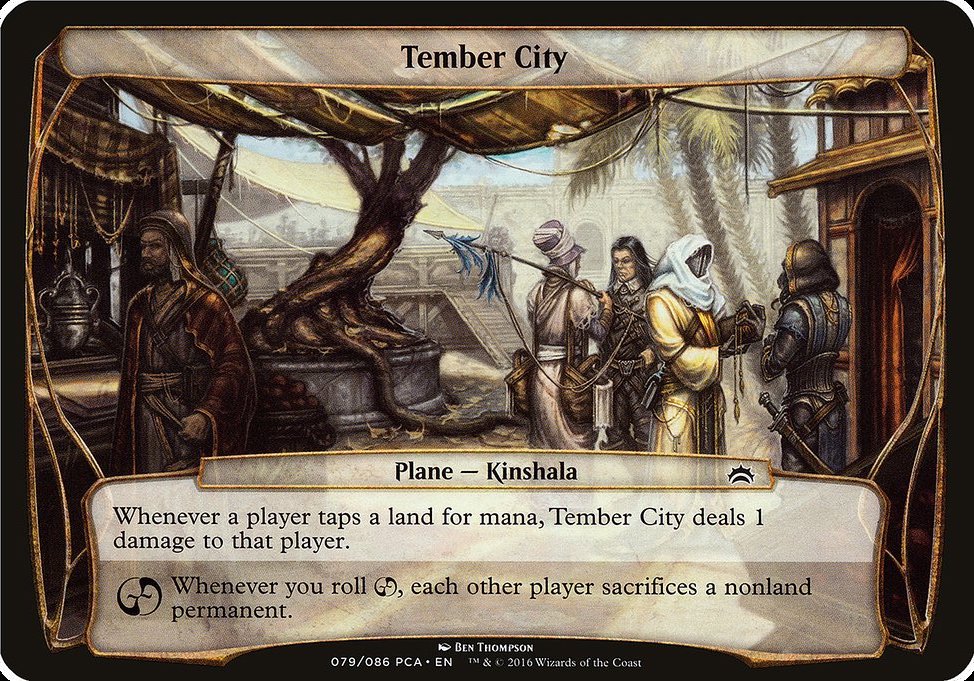 Tember City
Plane — Kinshala
Whenever a player taps a land for mana, Tember City deals 1
damage to that player.
Whenever you roll , each other player sacrifices a nonland
permanent.
Ben Thompson
079/086 PCA • EN ™ & © 2016 Wizards of the Coast